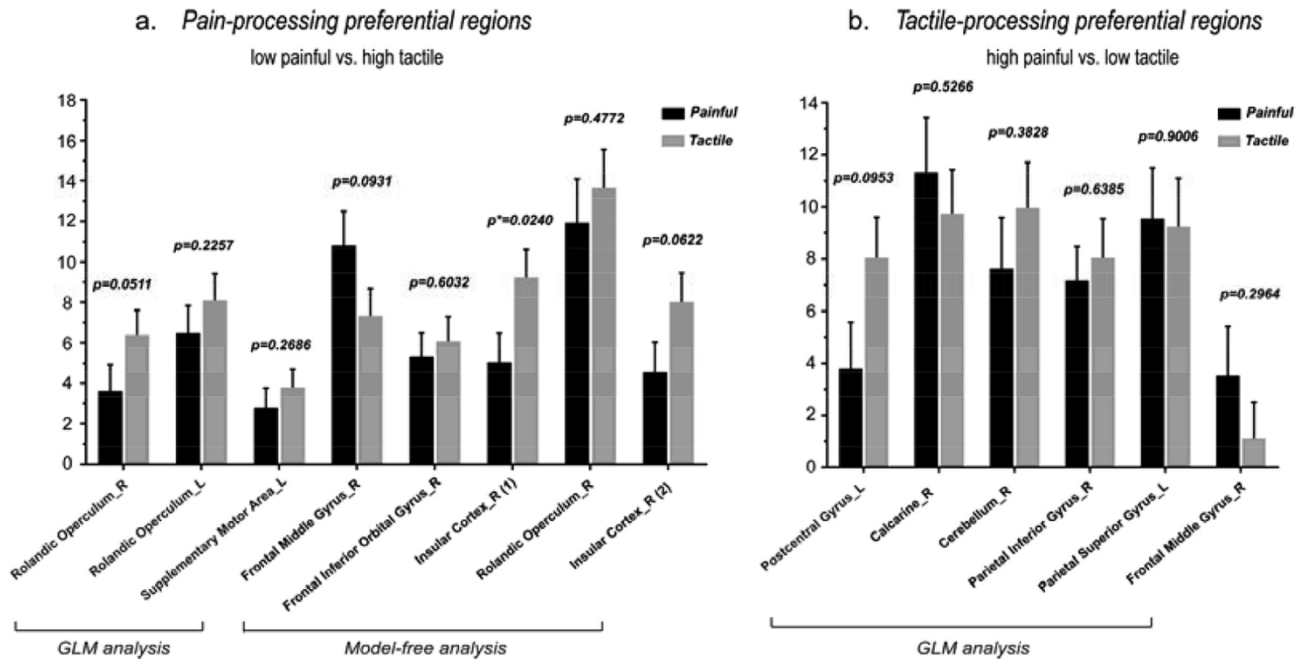 a. Pain-processing preferential regions
low painful vs. high tactile
18
16
14
12
10
8
6
4
2
0
Painful
Tactile
p=0.0511
p=0.2257
p=0.2686
p=0.0931
p=0.6032
p*=0.0240
p=0.4772
p=0.0622
Rolandic Operculum_R
Rolandic Operculum_L
Supplementary Motor Area_L
Frontal Middle Gyrus_R
Frontal Inferior Orbital Gyrus_R
Insular Cortex_R (1)
Rolandic Operculum_R
Insular Cortex_R (2)
GLM analysis
Model-free analysis
b. Tactile-processing preferential regions
high painful vs. low tactile
14
12
10
8
6
4
2
0
Painful
Tactile
p=0.0953
p=0.5266
p=0.3828
p=0.6385
p=0.9006
p=0.2964
Postcentral Gyrus_L
Calcarine_R
Cerebellum_R
Parietal Inferior Gyrus_R
Parietal Superior Gyrus_L
Frontal Middle Gyrus_R
GLM analysis